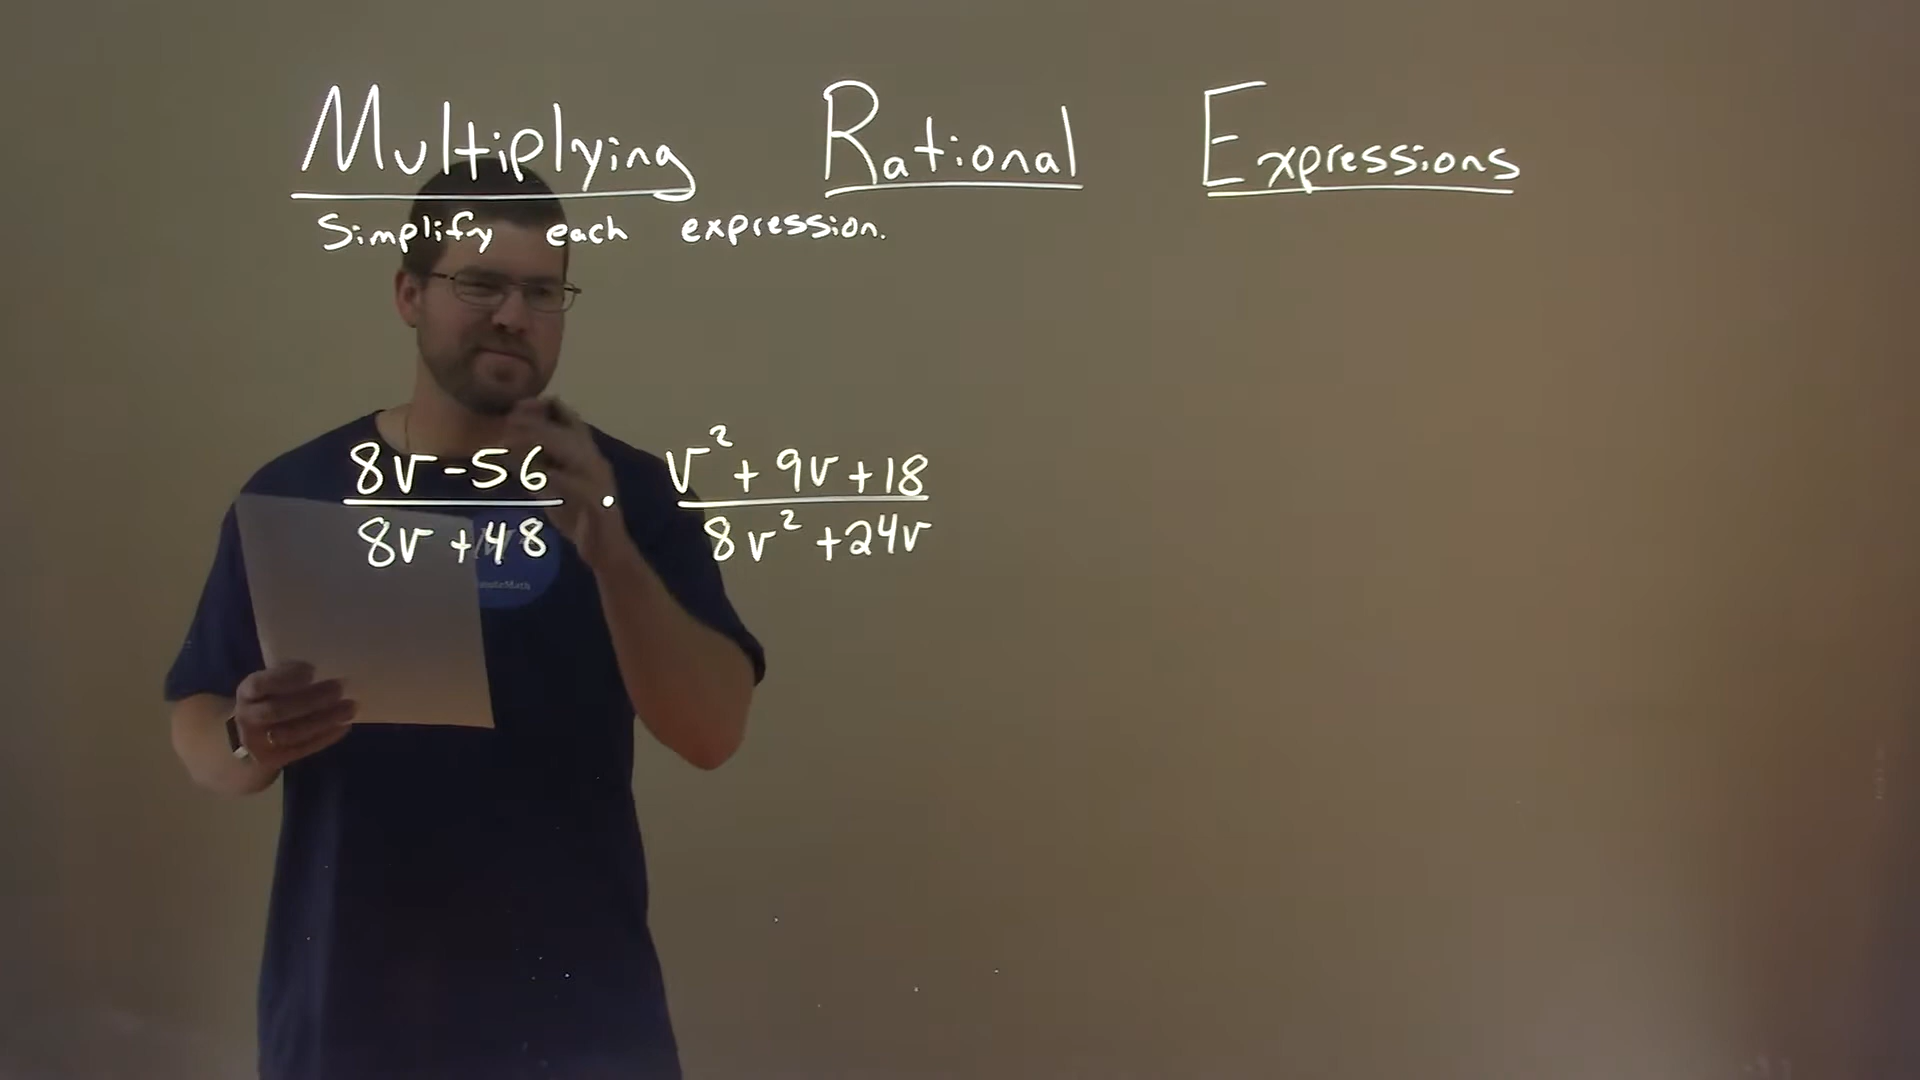 Multiplying Rational Expressions
Simplify each expression.
8v-56 / 8v+48 · v²+9v+18 / 8v²+24v